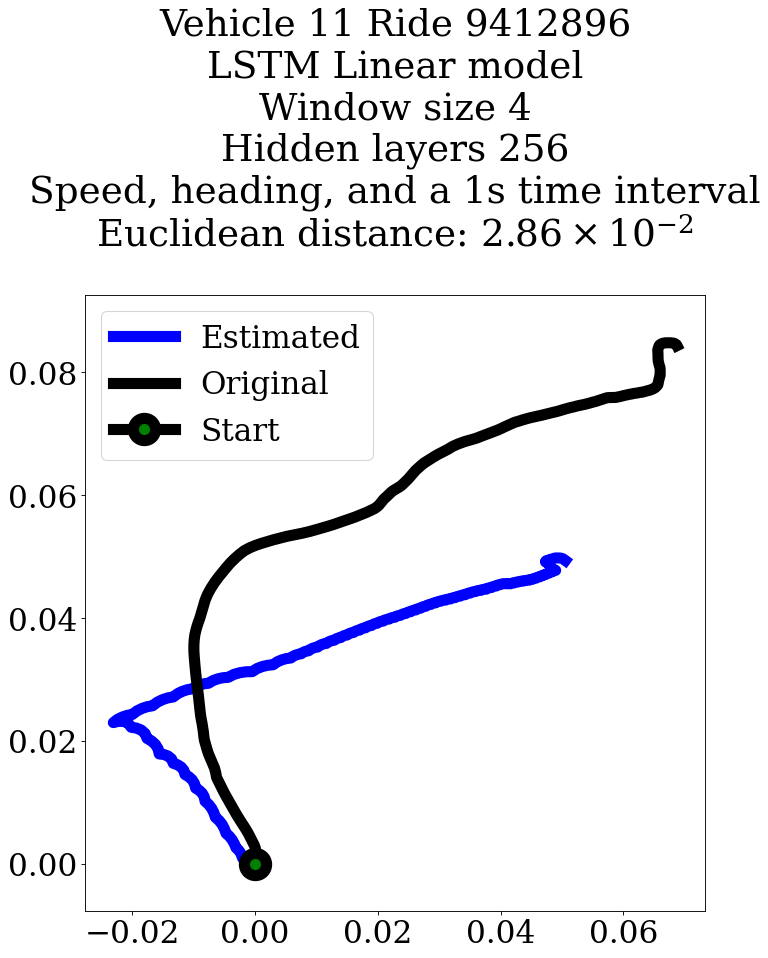 Vehicle 11 Ride 9412896
LSTM Linear model
Window size 4
Hidden layers 256
Speed, heading, and a 1s time interval
Euclidean distance: 2.86 × 10⁻²
Estimated
Original
Start
0.08
0.06
0.04
0.02
0.00
−0.02 0.00 0.02 0.04 0.06